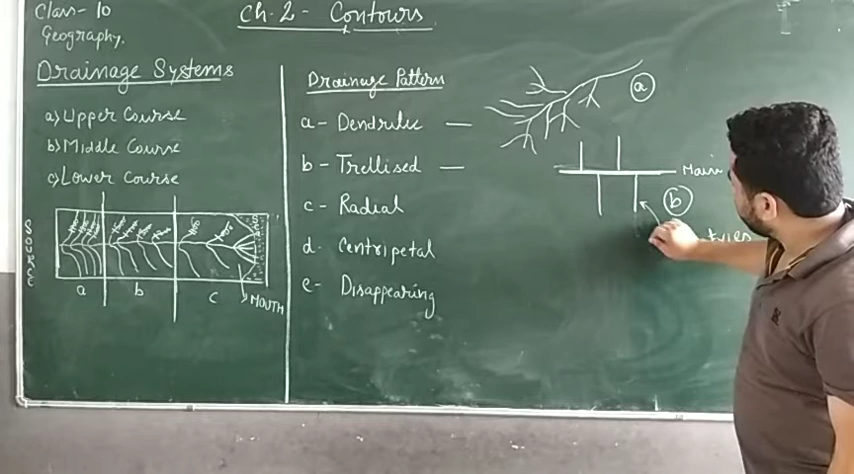 Class- 10
Geography.
Ch. 2 - Contours
Drainage Systems
a) Upper Course
b) Middle Course
c) Lower Course
SOURCE
a
b
c
MOUTH
Drainage Pattern
a - Dendritic —
b - Trellised —
c - Radial
d. Centripetal
e - Disappearing
a
Main
b